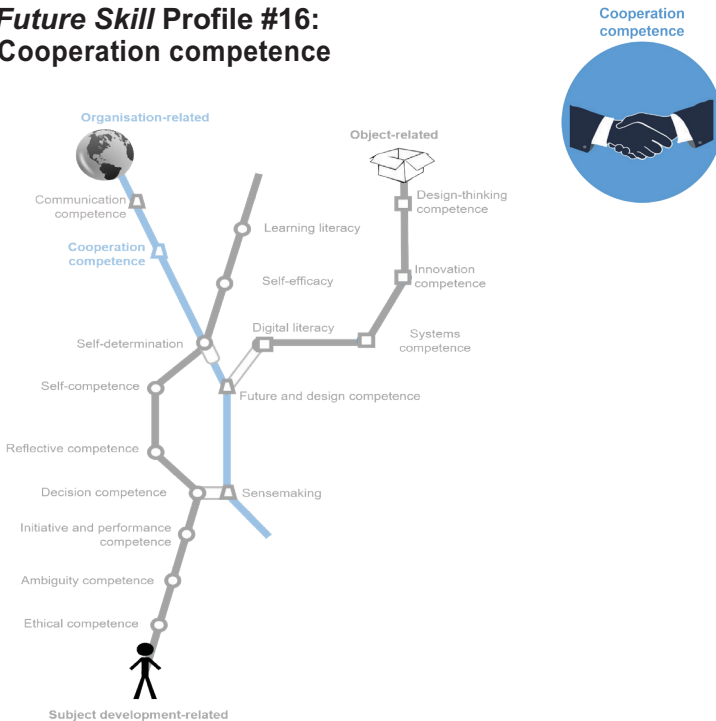 Future Skill Profile #16:
Cooperation competence
Cooperation
competence
Organisation-related
Object-related
Communication
competence
Design-thinking
competence
Learning literacy
Cooperation
competence
Innovation
competence
Self-efficacy
Digital literacy
Systems
competence
Self-determination
Self-competence
Future and design competence
Reflective competence
Decision competence
Sensemaking
Initiative and performance
competence
Ambiguity competence
Ethical competence
Subject development-related